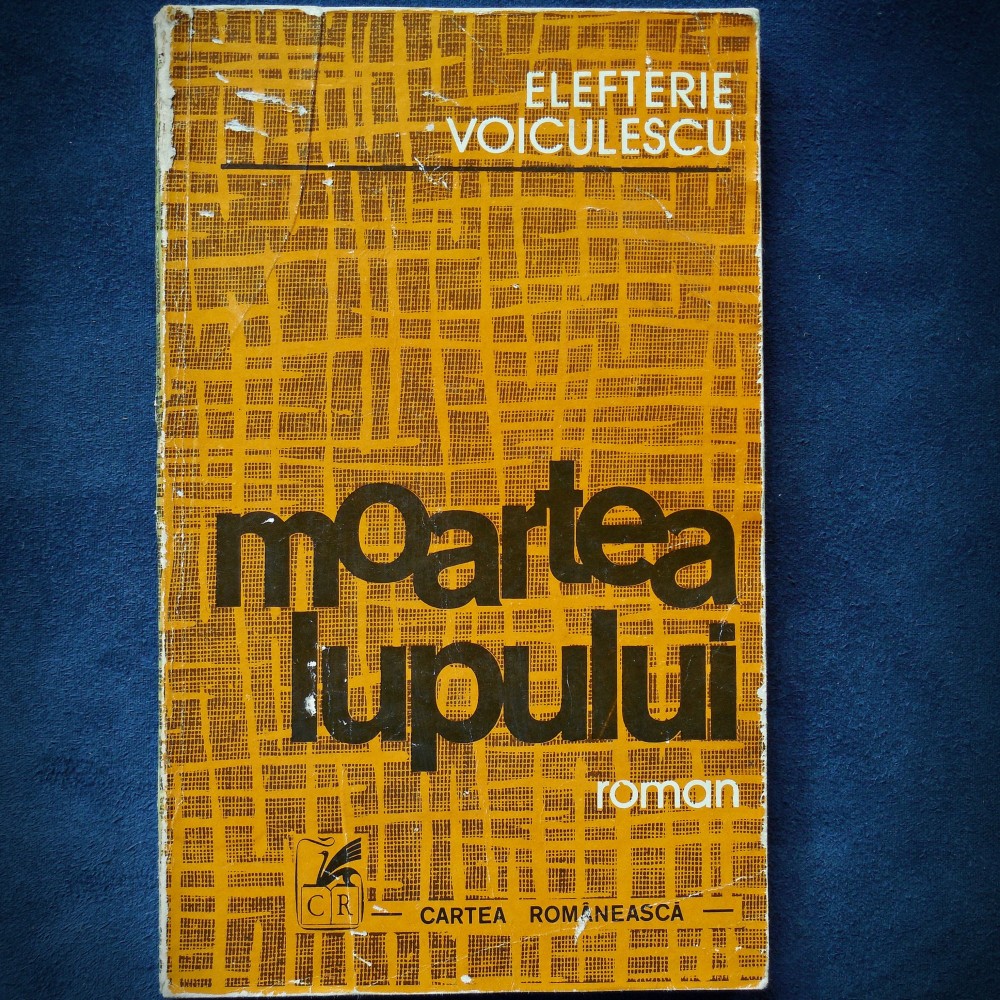 ELEFTERIE
VOICULESCU
moartea
lupului
roman
CR
— CARTEA ROMÂNEASCĂ —